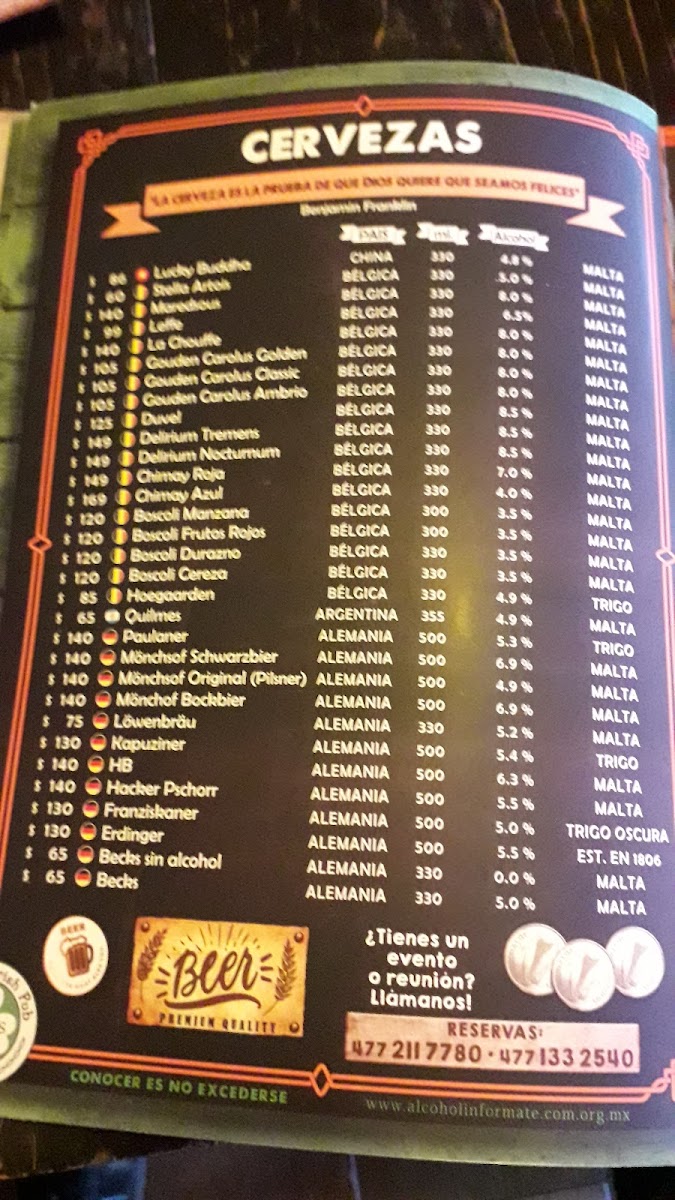 CERVEZAS
"LA CERVEZA ES LA PRUEBA DE QUE DIOS QUIERE QUE SEAMOS FELICES"
Benjamin Franklin
PAÍS mL Alcohol
$ 86 Lucky Buddha CHINA 330 4.8 % MALTA
$ 60 Stella Artois BÉLGICA 330 5.0 % MALTA
$ 140 Maredsous BÉLGICA 330 8.0 % MALTA
$ 99 Leffe BÉLGICA 330 6.5% MALTA
$ 140 La Chouffe BÉLGICA 330 8.0 % MALTA
$ 105 Gouden Carolus Golden BÉLGICA 330 8.0 % MALTA
$ 105 Gouden Carolus Classic BÉLGICA 330 8.0 % MALTA
$ 105 Gouden Carolus Ambrio BÉLGICA 330 8.0 % MALTA
$ 125 Duvel BÉLGICA 330 8.5 % MALTA
$ 149 Delirium Tremens BÉLGICA 330 8.5 % MALTA
$ 149 Delirium Nocturnum BÉLGICA 330 8.5 % MALTA
$ 149 Chimay Roja BÉLGICA 330 7.0 % MALTA
$ 169 Chimay Azul BÉLGICA 330 4.0 % MALTA
$ 120 Boscoli Manzana BÉLGICA 300 3.5 % MALTA
$ 120 Boscoli Frutos Rojos BÉLGICA 300 3.5 % MALTA
$ 120 Boscoli Durazno BÉLGICA 330 3.5 % MALTA
$ 120 Boscoli Cereza BÉLGICA 330 3.5 % MALTA
$ 85 Hoegaarden BÉLGICA 330 4.9 % TRIGO
$ 65 Quilmes ARGENTINA 355 4.9 % MALTA
$ 140 Paulaner ALEMANIA 500 5.3 % TRIGO
$ 140 Mönchsof Schwarzbier ALEMANIA 500 6.9 % MALTA
$ 140 Mönchsof Original (Pilsner) ALEMANIA 500 4.9 % MALTA
$ 140 Mönchof Bockbier ALEMANIA 500 6.9 % MALTA
$ 75 Löwenbräu ALEMANIA 330 5.2 % MALTA
$ 130 Kapuziner ALEMANIA 500 5.4 % TRIGO
$ 140 HB ALEMANIA 500 6.3 % MALTA
$ 140 Hacker Pschorr ALEMANIA 500 5.5 % MALTA
$ 130 Franziskaner ALEMANIA 500 5.0 % TRIGO OSCURA
$ 130 Erdinger ALEMANIA 500 5.5 % EST. EN 1806
$ 65 Becks sin alcohol ALEMANIA 330 0.0 % MALTA
$ 65 Becks ALEMANIA 330 5.0 % MALTA
BEER
Beer
PREMIEN QUALITY
¿Tienes un
evento
o reunión?
Llámanos!
RESERVAS:
477 211 7780 · 477 133 2540
Pub
CONOCER ES NO EXCEDERSE
www.alcoholinformate.com.org.mx